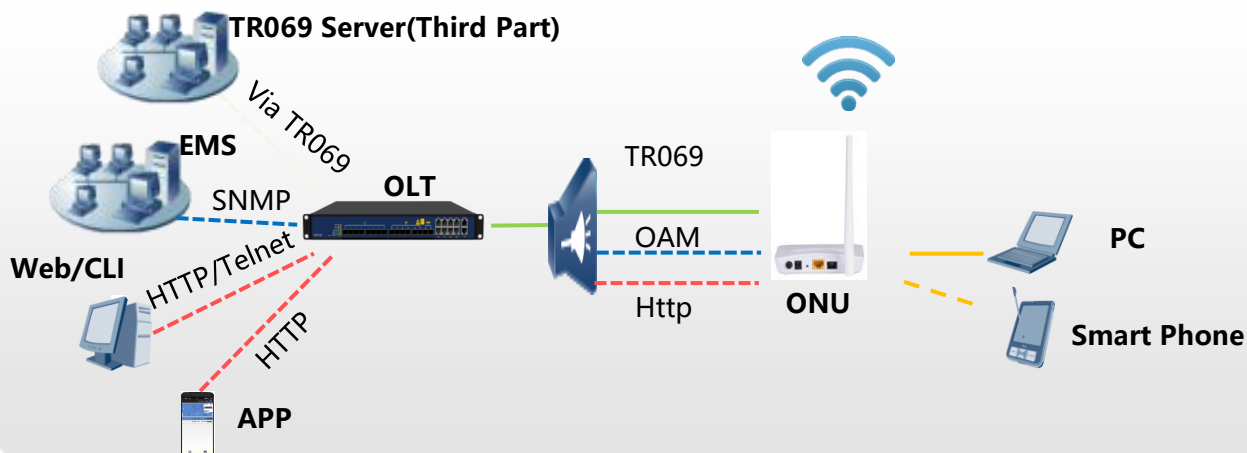 TR069 Server(Third Part)
Via TR069
EMS
SNMP
OLT
Web/CLI
HTTP/Telnet
HTTP
APP
TR069
OAM
Http
ONU
PC
Smart Phone